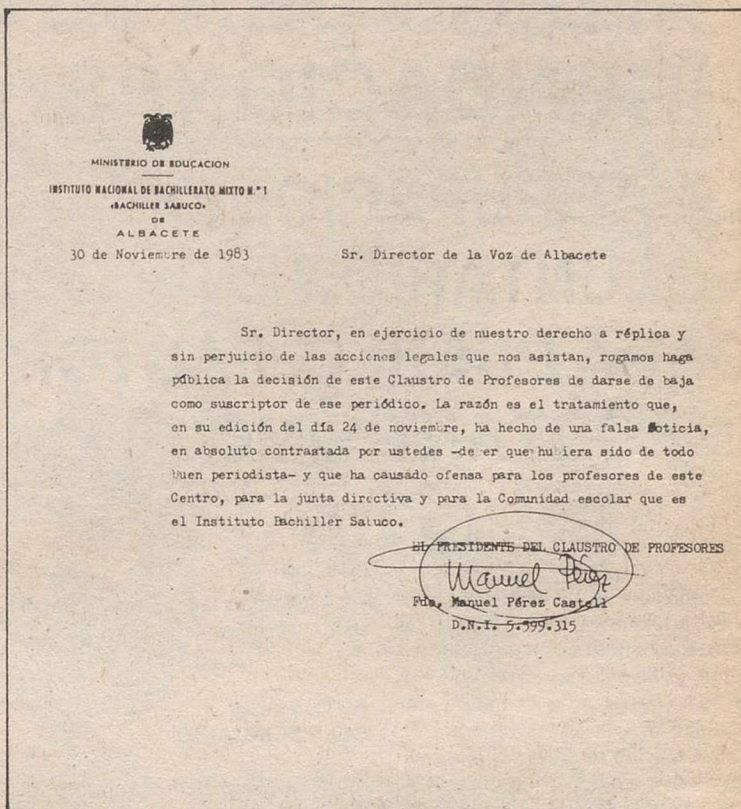 MINISTERIO DE EDUCACION
INSTITUTO NACIONAL DE BACHILLERATO MIXTO N.º 1
«BACHILLER SABUCO»
DE
ALBACETE
30 de Noviembre de 1983 Sr. Director de la Voz de Albacete
Sr. Director, en ejercicio de nuestro derecho a réplica y
sin perjuicio de las acciones legales que nos asistan, rogamos haga
pública la decisión de este Claustro de Profesores de darse de baja
como suscriptor de ese periódico. La razón es el tratamiento que,
en su edición del día 24 de noviembre, ha hecho de una falsa noticia,
en absoluto contrastada por ustedes -de er que hubiera sido de todo
buen periodista- y que ha causado ofensa para los profesores de este
Centro, para la junta directiva y para la Comunidad escolar que es
el Instituto Bachiller Sabuco.
EL PRESIDENTE DEL CLAUSTRO DE PROFESORES
Manuel Pérez
Fdo. Manuel Pérez Castell
D.N.I. 5.599.315